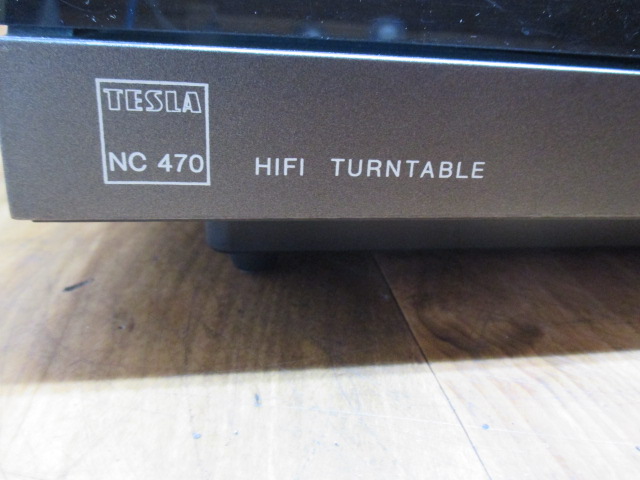 TESLA
NC 470
HIFI TURNTABLE